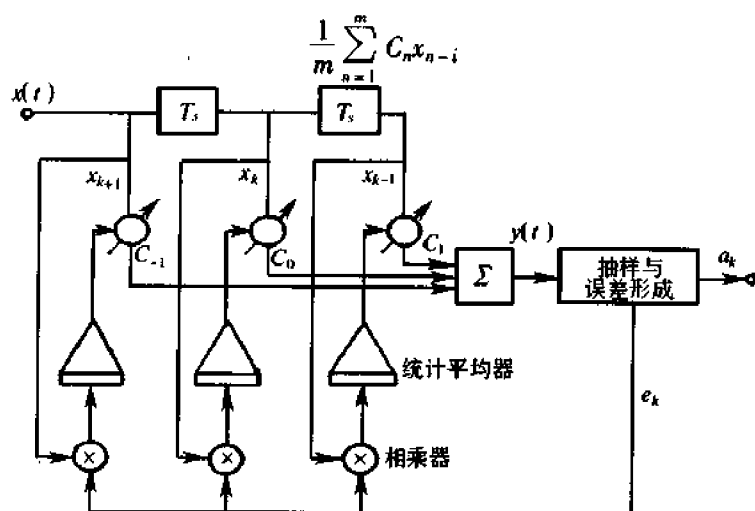 1/m \sum_{n=1}^{m} C_n x_{n-i}
x(t)
T_s
T_s
x_{k+1}
x_k
x_{k-1}
C_{-1}
C_0
C_1
Σ
y(t)
抽样与
误差形成
a_k
统计平均器
e_k
×
×
×
相乘器